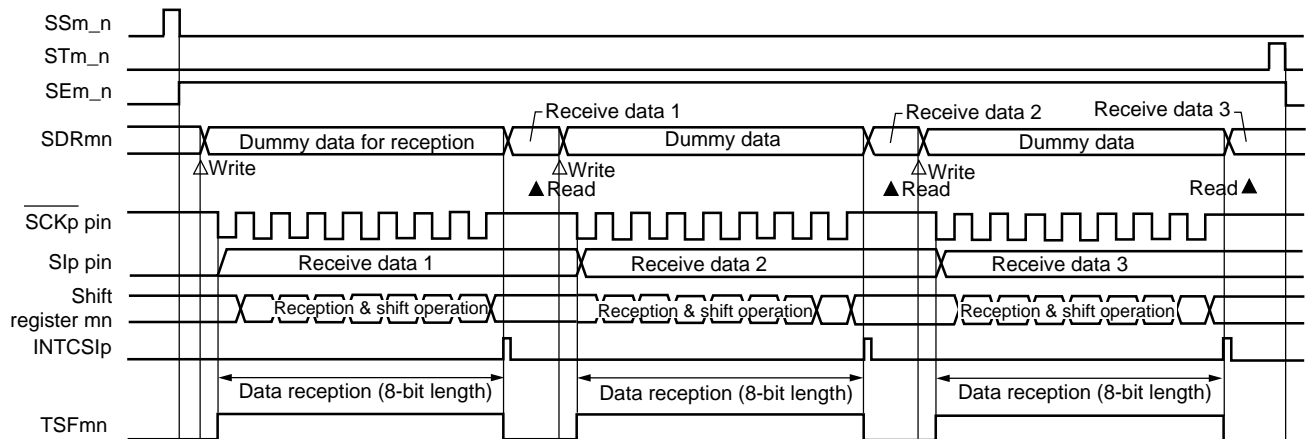 SSm_n
STm_n
SEm_n
Receive data 1
Receive data 2
Receive data 3
SDRmn
Dummy data for reception
Dummy data
Dummy data
△Write
△Write
△Write
▲Read
▲Read
Read▲
SCKp pin
SIp pin
Receive data 1
Receive data 2
Receive data 3
Shift
register mn
Reception & shift operation
Reception & shift operation
Reception & shift operation
INTCSIp
Data reception (8-bit length)
Data reception (8-bit length)
Data reception (8-bit length)
TSFmn